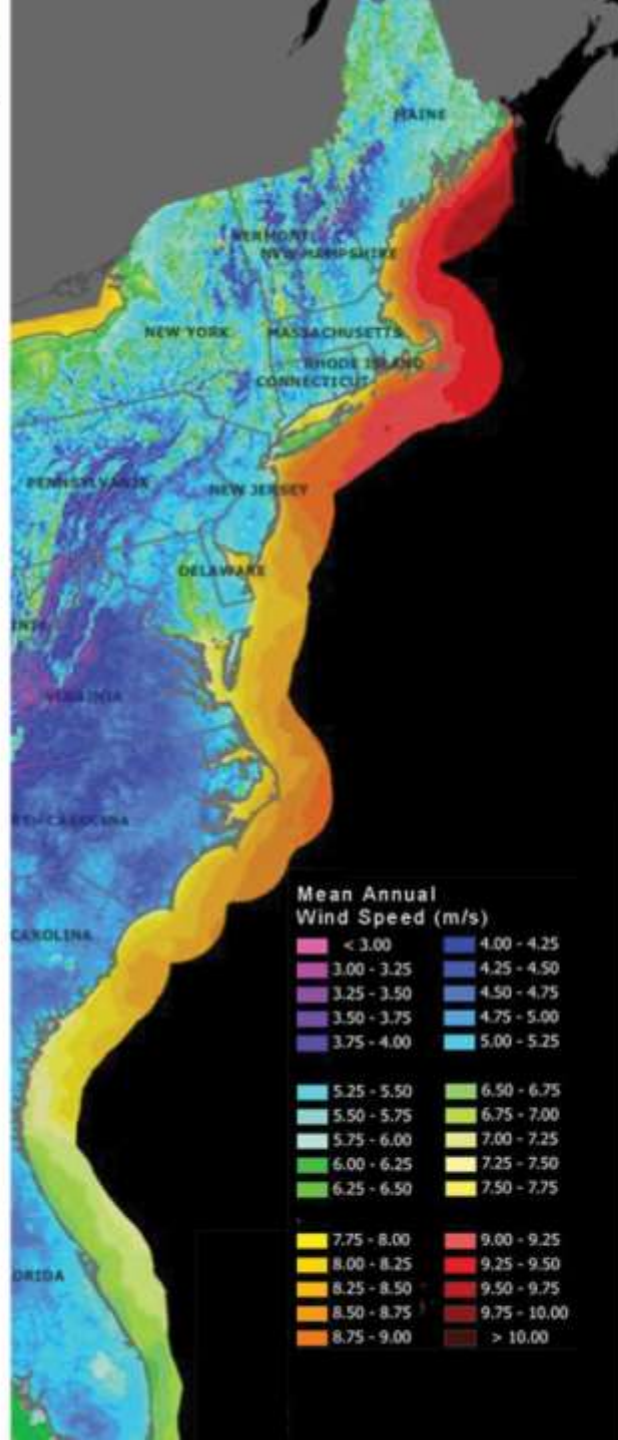 MAINE
VERMONT
NEW HAMPSHIRE
NEW YORK
MASSACHUSETTS
RHODE ISLAND
CONNECTICUT
PENNSYLVANIA
NEW JERSEY
DELAWARE
VIRGINIA
TH CAROLINA
CAROLINA
ORIDA
Mean Annual
Wind Speed (m/s)
< 3.00 4.00 - 4.25
3.00 - 3.25 4.25 - 4.50
3.25 - 3.50 4.50 - 4.75
3.50 - 3.75 4.75 - 5.00
3.75 - 4.00 5.00 - 5.25
5.25 - 5.50 6.50 - 6.75
5.50 - 5.75 6.75 - 7.00
5.75 - 6.00 7.00 - 7.25
6.00 - 6.25 7.25 - 7.50
6.25 - 6.50 7.50 - 7.75
7.75 - 8.00 9.00 - 9.25
8.00 - 8.25 9.25 - 9.50
8.25 - 8.50 9.50 - 9.75
8.50 - 8.75 9.75 - 10.00
8.75 - 9.00 > 10.00